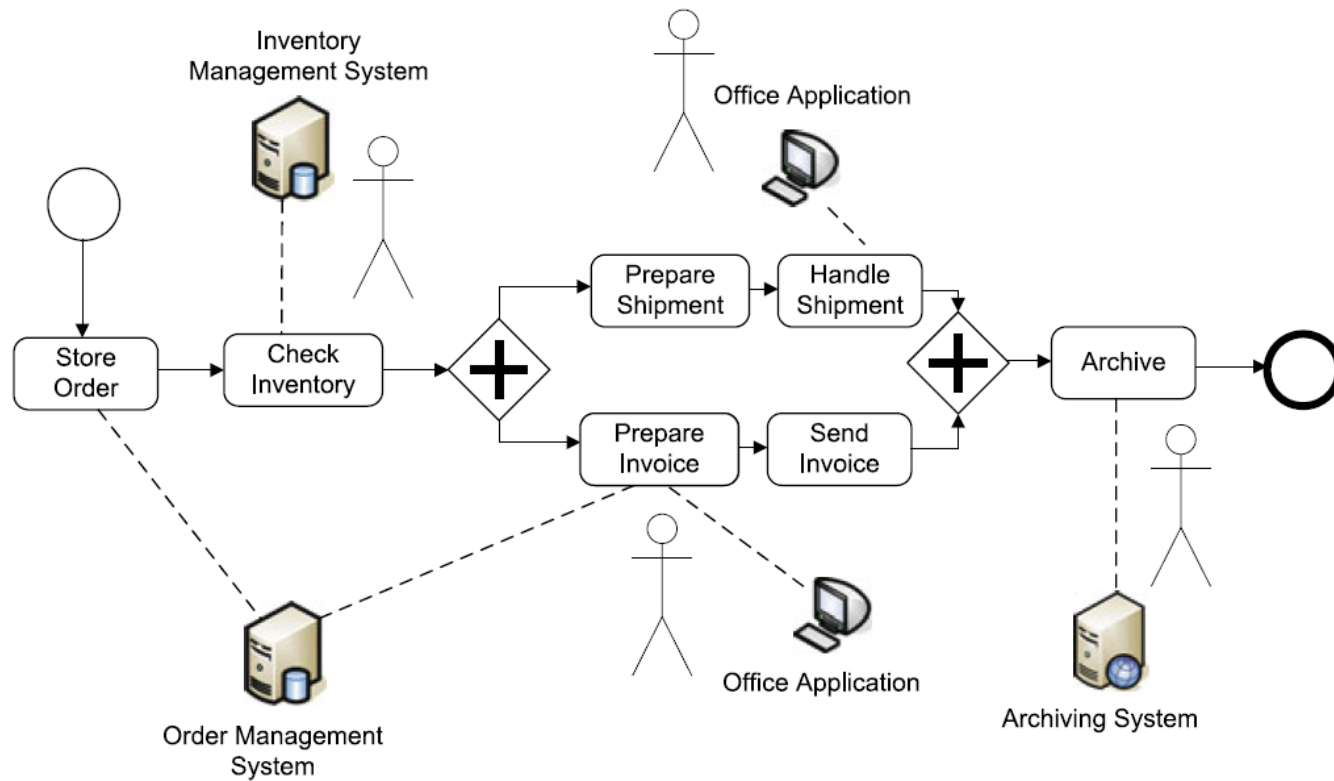 Inventory
Management System
Office Application
Prepare
Shipment
Handle
Shipment
Store
Order
Check
Inventory
Archive
Prepare
Invoice
Send
Invoice
Office Application
Archiving System
Order Management
System